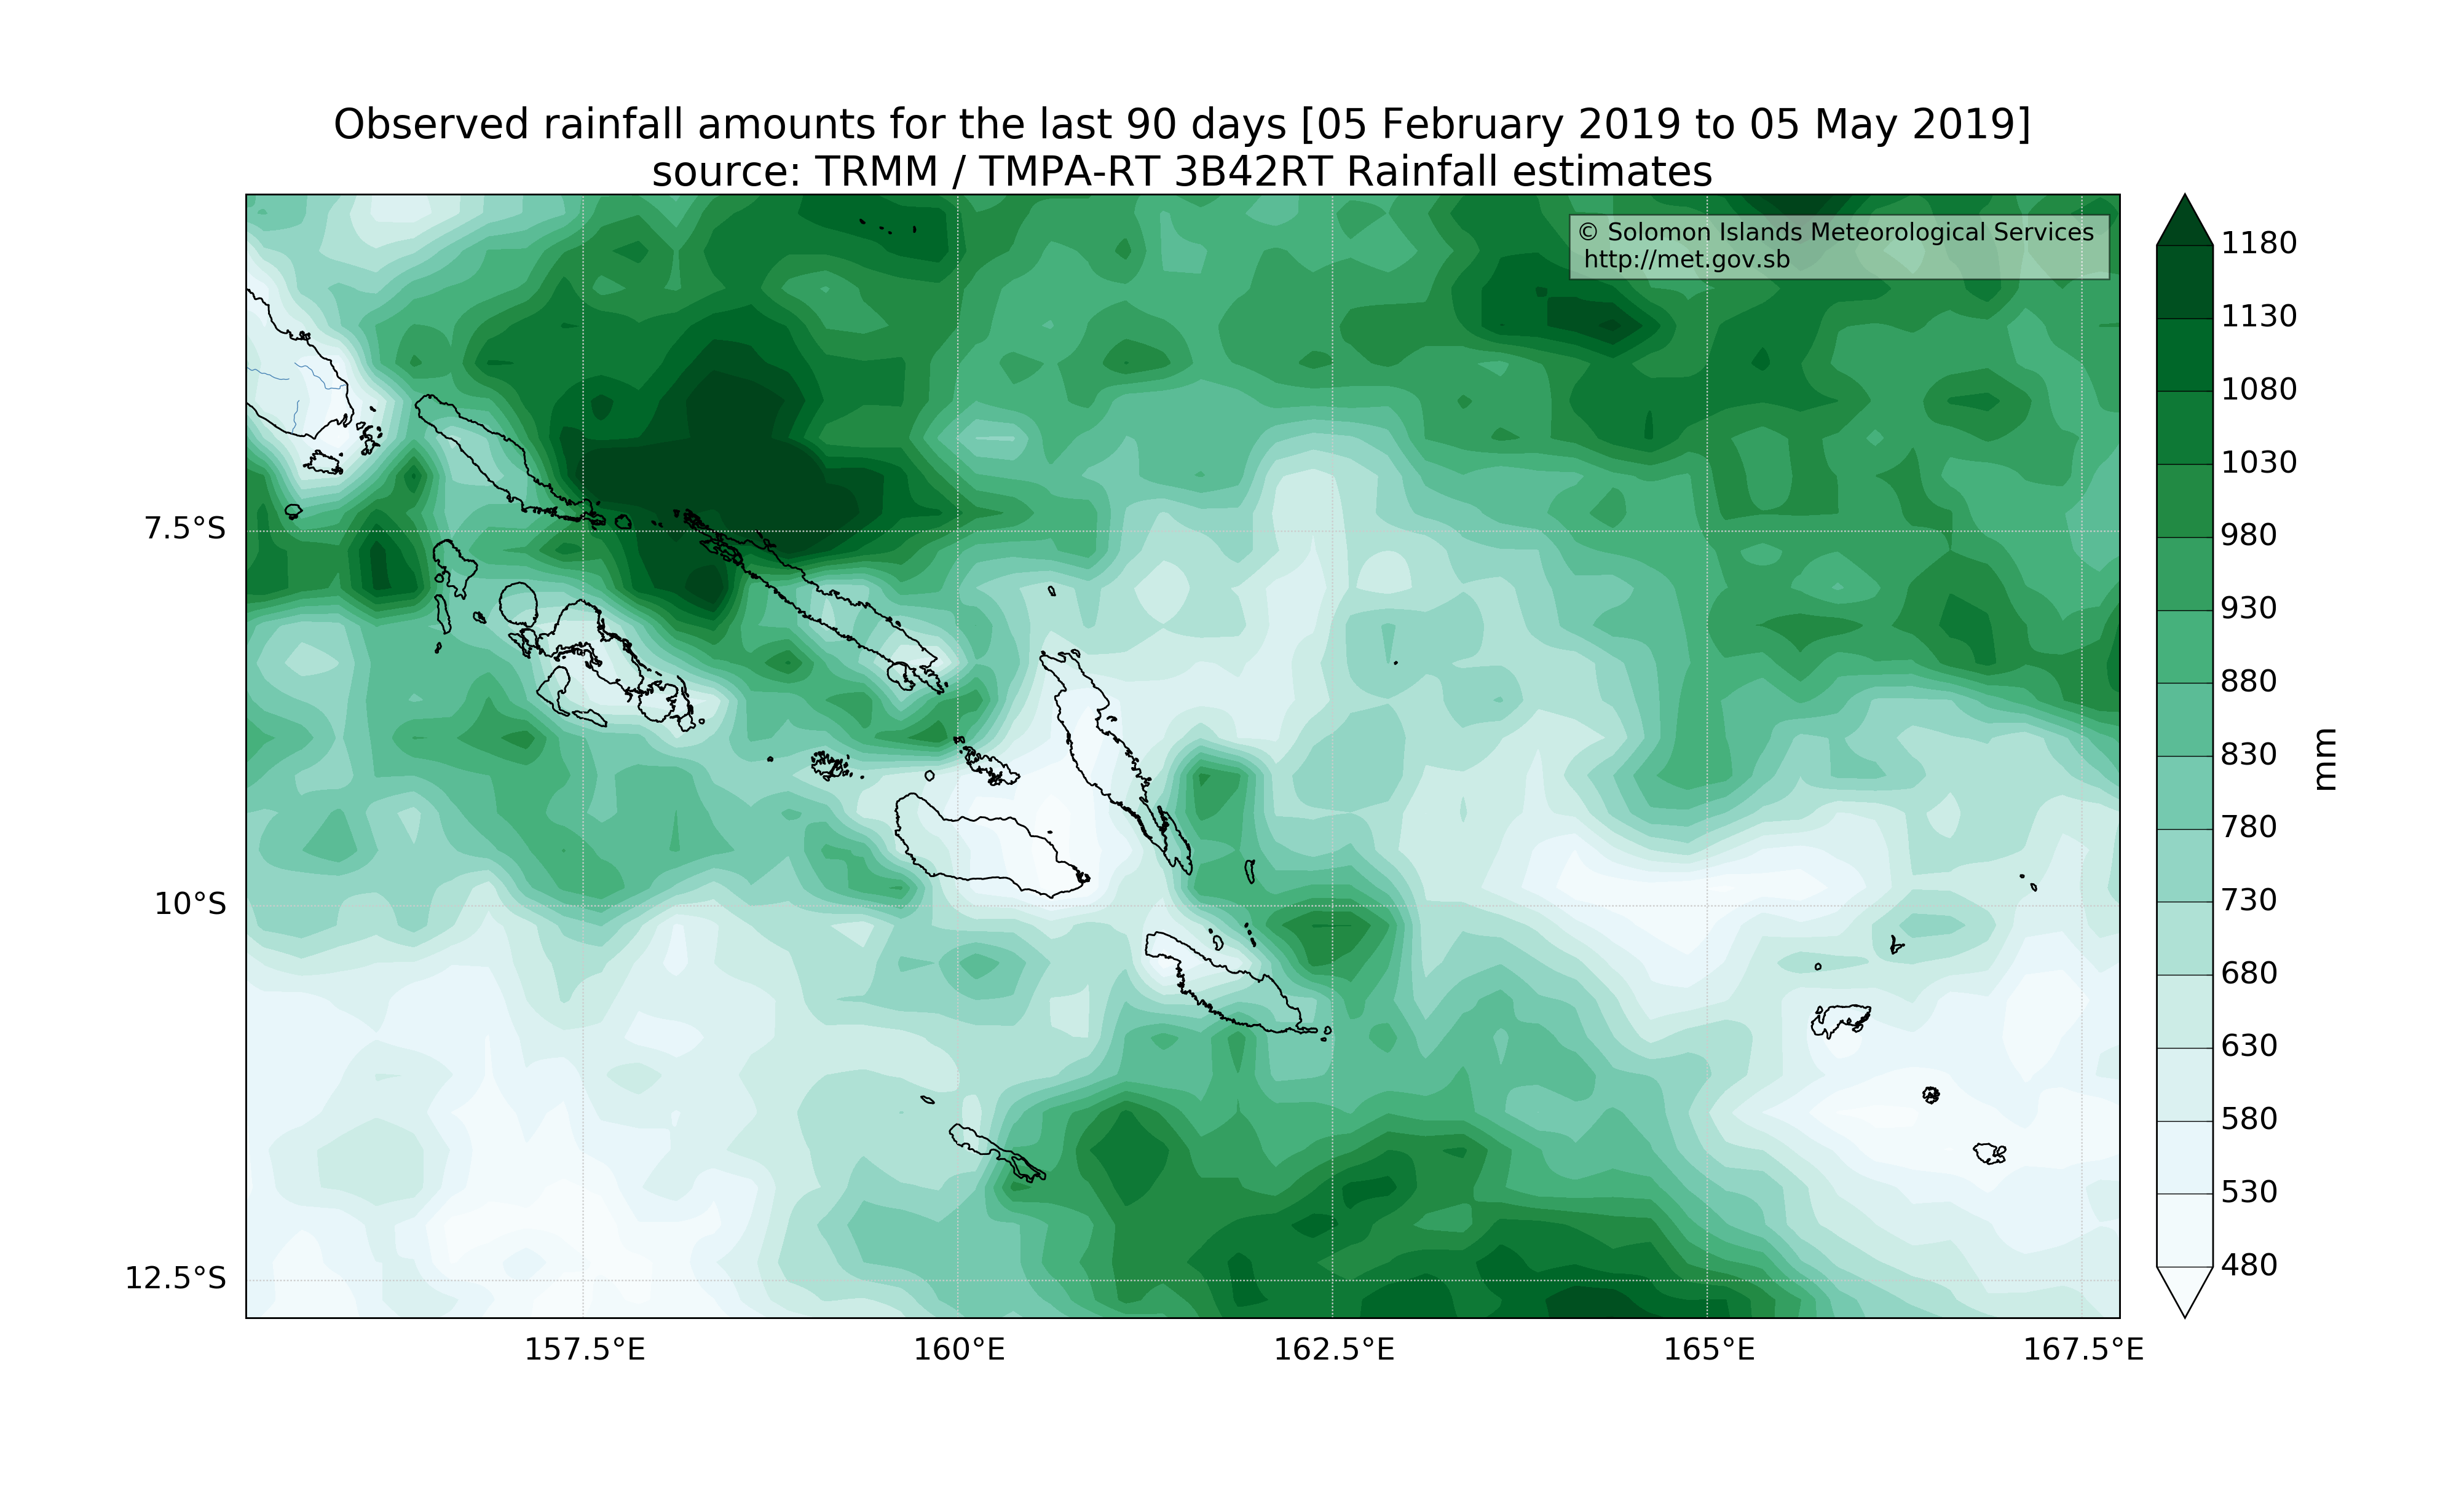 Observed rainfall amounts for the last 90 days [05 February 2019 to 05 May 2019]
source: TRMM / TMPA-RT 3B42RT Rainfall estimates
© Solomon Islands Meteorological Services
http://met.gov.sb
7.5°S
10°S
12.5°S
157.5°E
160°E
162.5°E
165°E
167.5°E
1180
1130
1080
1030
980
930
880
830
780
730
680
630
580
530
480
mm